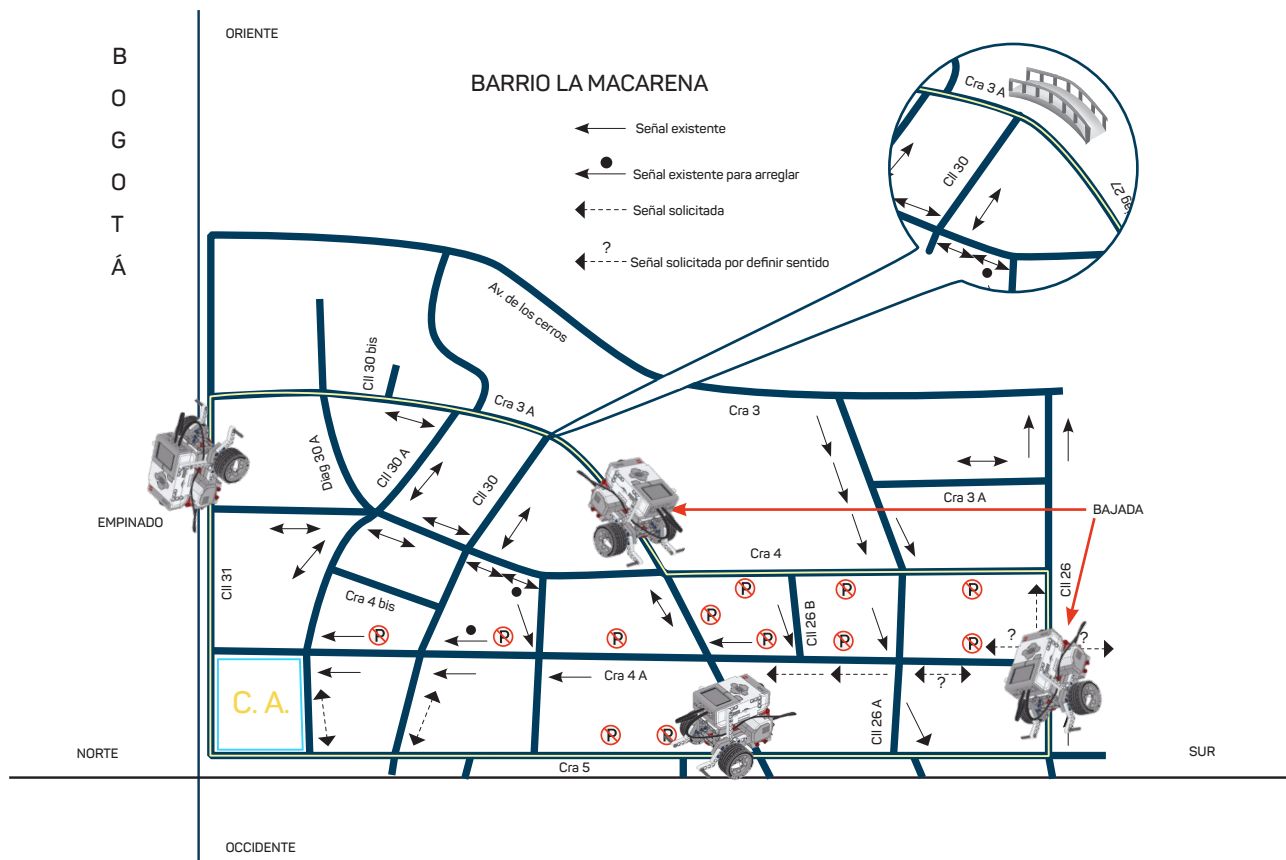 ORIENTE
B
O
G
O
T
Á
BARRIO LA MACARENA
Señal existente
Señal existente para arreglar
Señal solicitada
?
Señal solicitada por definir sentido
Cra 3 A
Cll 30
iag 27
Av. de los cerros
Cll 30 bis
Cra 3 A
Cra 3
Diag 30A
Cll 30 A
Cll 30
Cra 3 A
EMPINADO
BAJADA
Cra 4
Cll 31
Cll 26
Cra 4 bis
Cll 26 B
P
P
P
P
P
P
P
P
P
P
?
?
Cra 4 A
?
C. A.
Cll 26 A
P
P
NORTE
SUR
Cra 5
OCCIDENTE